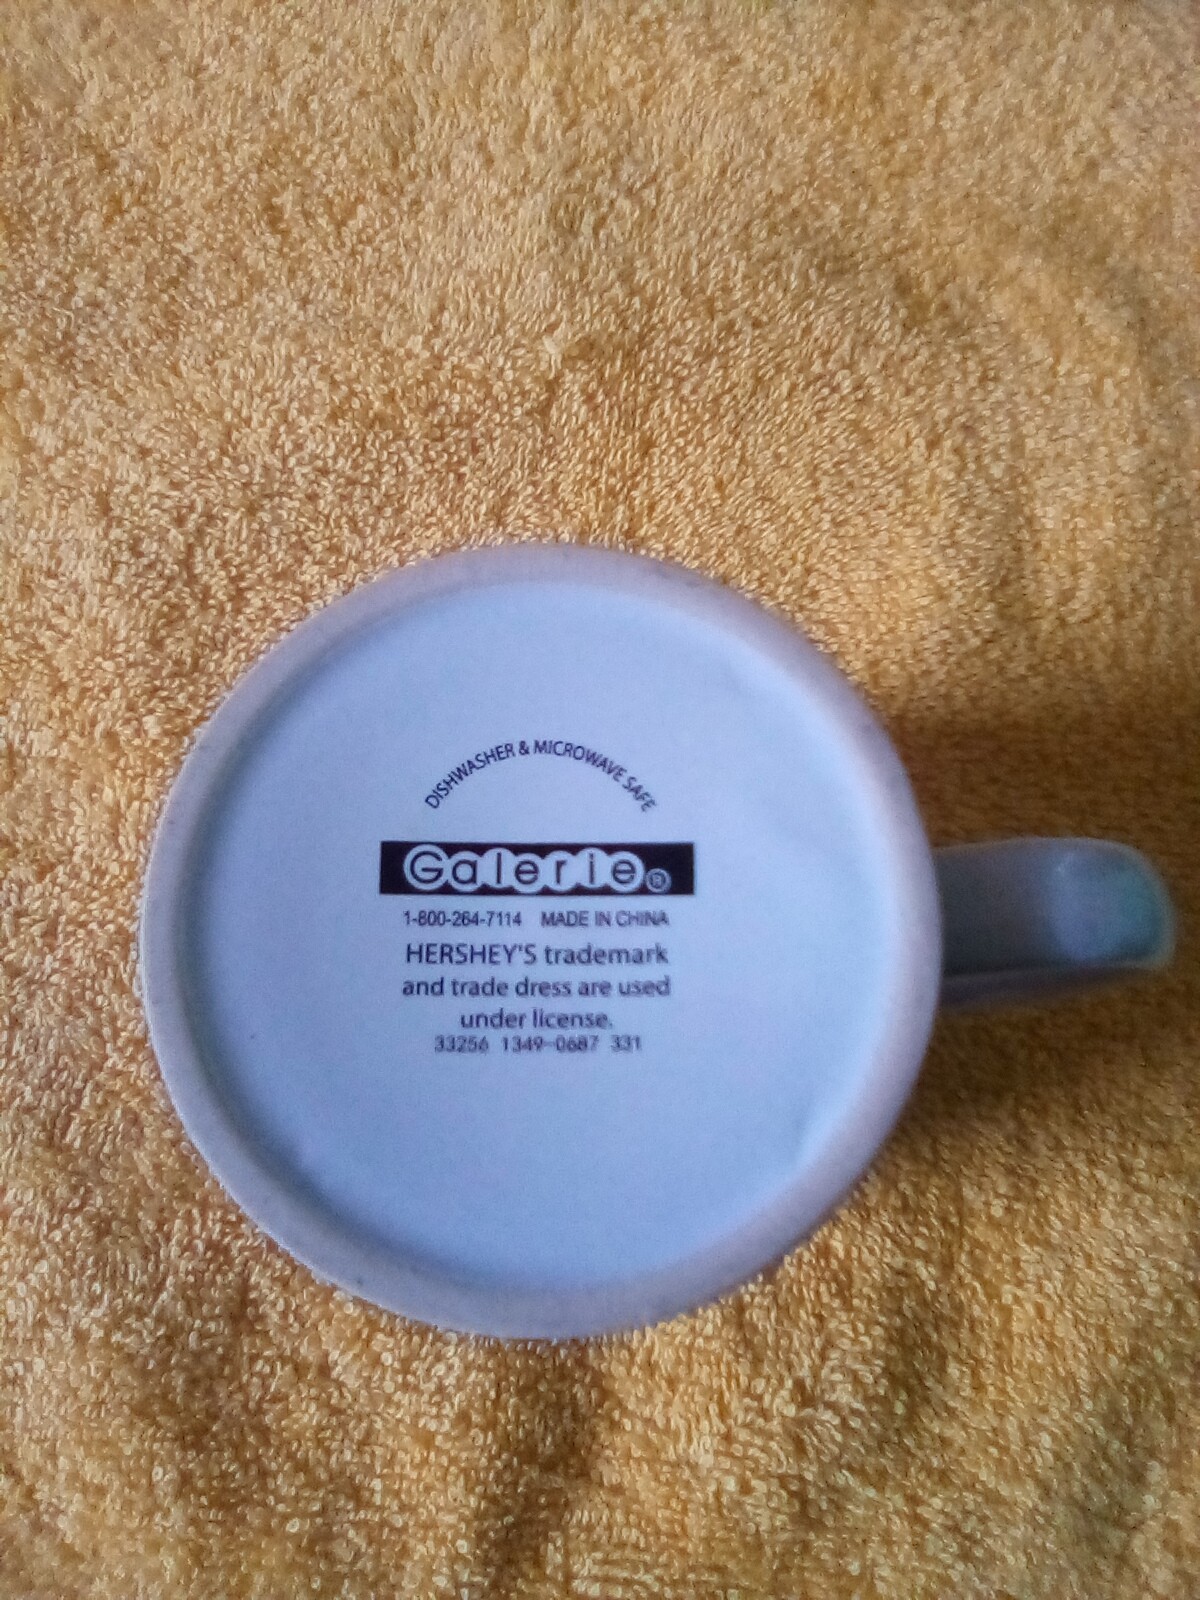 DISHWASHER & MICROWAVE SAFE
Galerie®
1-800-264-7114 MADE IN CHINA
HERSHEY'S trademark
and trade dress are used
under license.
33256 1349-0687 331